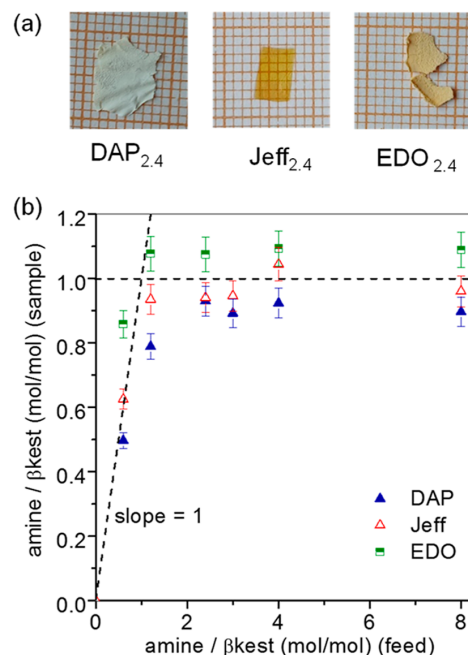 (a)
DAP2.4 Jeff2.4 EDO2.4
(b)
amine / βkest (mol/mol) (sample)
1.2
1.0
0.8
0.6
0.4
0.2
0.0
slope = 1
DAP
Jeff
EDO
0 2 4 6 8
amine / βkest (mol/mol) (feed)